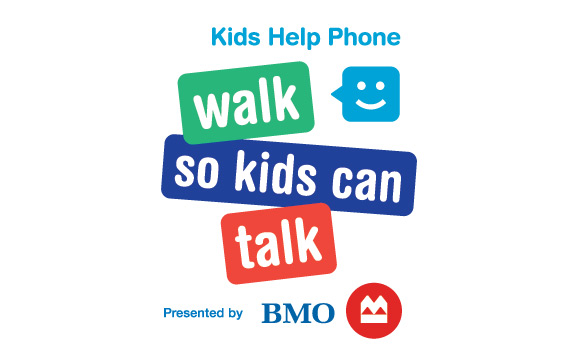 Kids Help Phone
walk
so kids can
talk
Presented by BMO